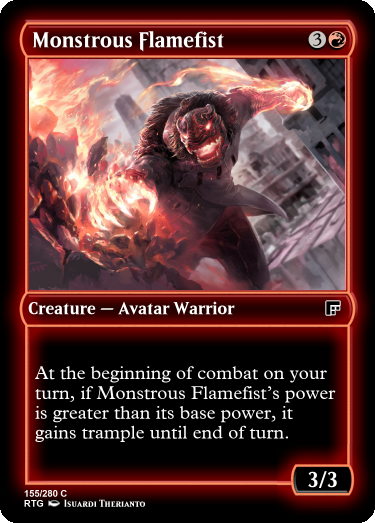 Monstrous Flamefist 3
Creature — Avatar Warrior
At the beginning of combat on your
turn, if Monstrous Flamefist's power
is greater than its base power, it
gains trample until end of turn.
3/3
155/280 C
RTG Isuardi Therianto